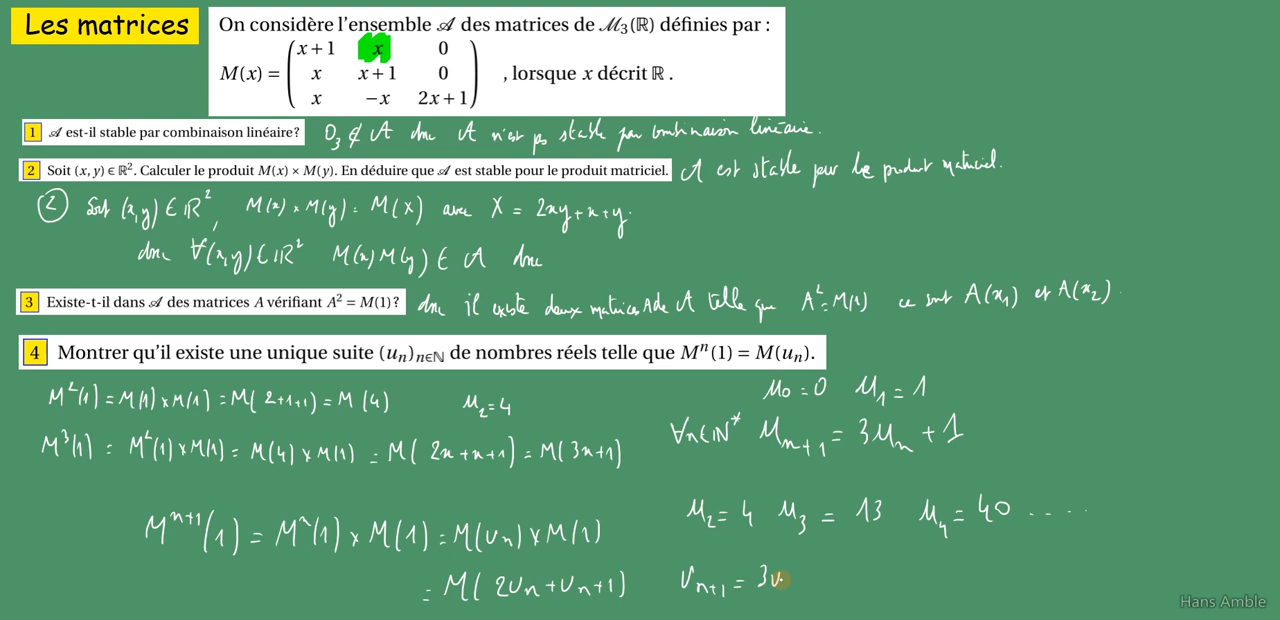 Les matrices
On considère l'ensemble 𝒜 des matrices de ℳ₃(ℝ) définies par :
M(x) = ( x+1 x 0
x x+1 0
x −x 2x+1 ) , lorsque x décrit ℝ .
1 𝒜 est-il stable par combinaison linéaire? O₃ ∉ 𝒜 donc 𝒜 n'est pas stable par combinaison linéaire.
2 Soit (x, y) ∈ ℝ². Calculer le produit M(x) × M(y). En déduire que 𝒜 est stable pour le produit matriciel. 𝒜 est stable pour le produit matriciel.
② Soit (x,y) ∈ ℝ², M(x) × M(y) = M(X) avec X = 2xy + x + y.
donc ∀(x,y) ∈ ℝ² M(x) M(y) ∈ 𝒜 donc
3 Existe-t-il dans 𝒜 des matrices A vérifiant A² = M(1)? donc il existe deux matrices A de 𝒜 telle que A² = M(1) ce sont A(x₁) et A(x₂).
4 Montrer qu'il existe une unique suite (uₙ)ₙ∈ℕ de nombres réels telle que Mⁿ(1) = M(uₙ).
M²(1) = M(1) × M(1) = M(2+1+1) = M(4) u₂ = 4 u₀ = 0 u₁ = 1
M³(1) = M²(1) × M(1) = M(4) × M(1) = M(2x+x+1) = M(3x+1) ∀n∈ℕ* uₙ₊₁ = 3uₙ + 1
u₂ = 4 u₃ = 13 u₄ = 40 .....
Mⁿ⁺¹(1) = Mⁿ(1) × M(1) = M(uₙ) × M(1)
= M(2uₙ + uₙ + 1) uₙ₊₁ = 3u
Hans Amble